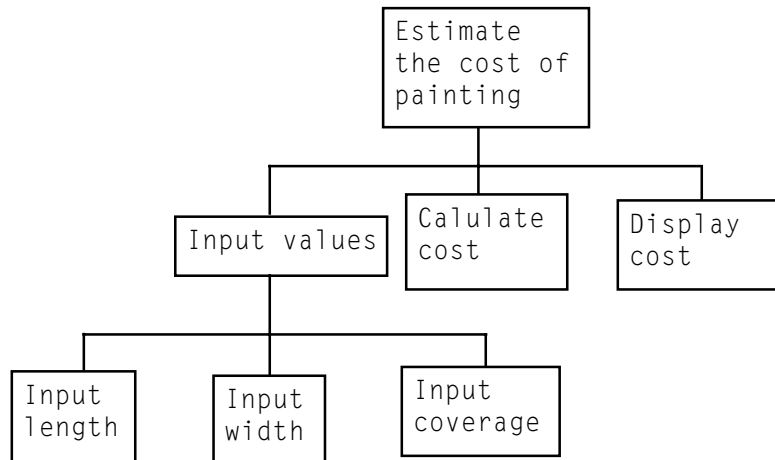 Estimate
the cost of
painting
Input values
Calulate
cost
Display
cost
Input
length
Input
width
Input
coverage